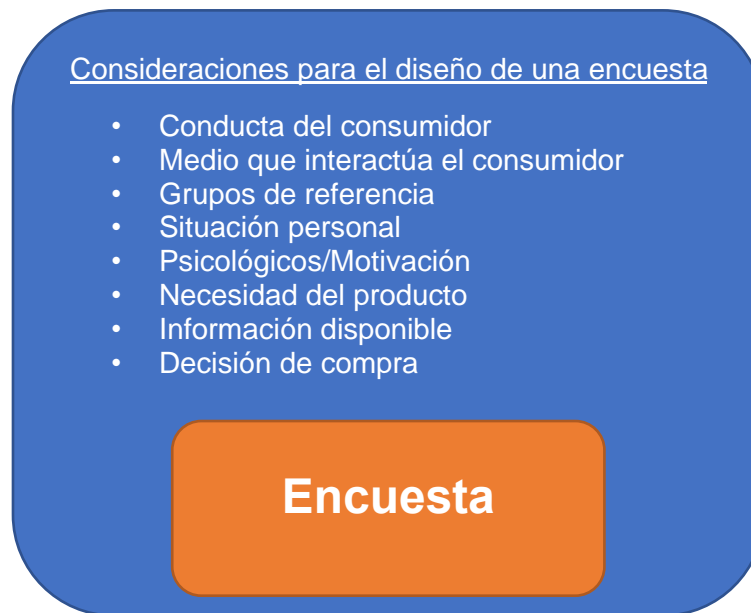 Consideraciones para el diseño de una encuesta
• Conducta del consumidor
• Medio que interactúa el consumidor
• Grupos de referencia
• Situación personal
• Psicológicos/Motivación
• Necesidad del producto
• Información disponible
• Decisión de compra
Encuesta